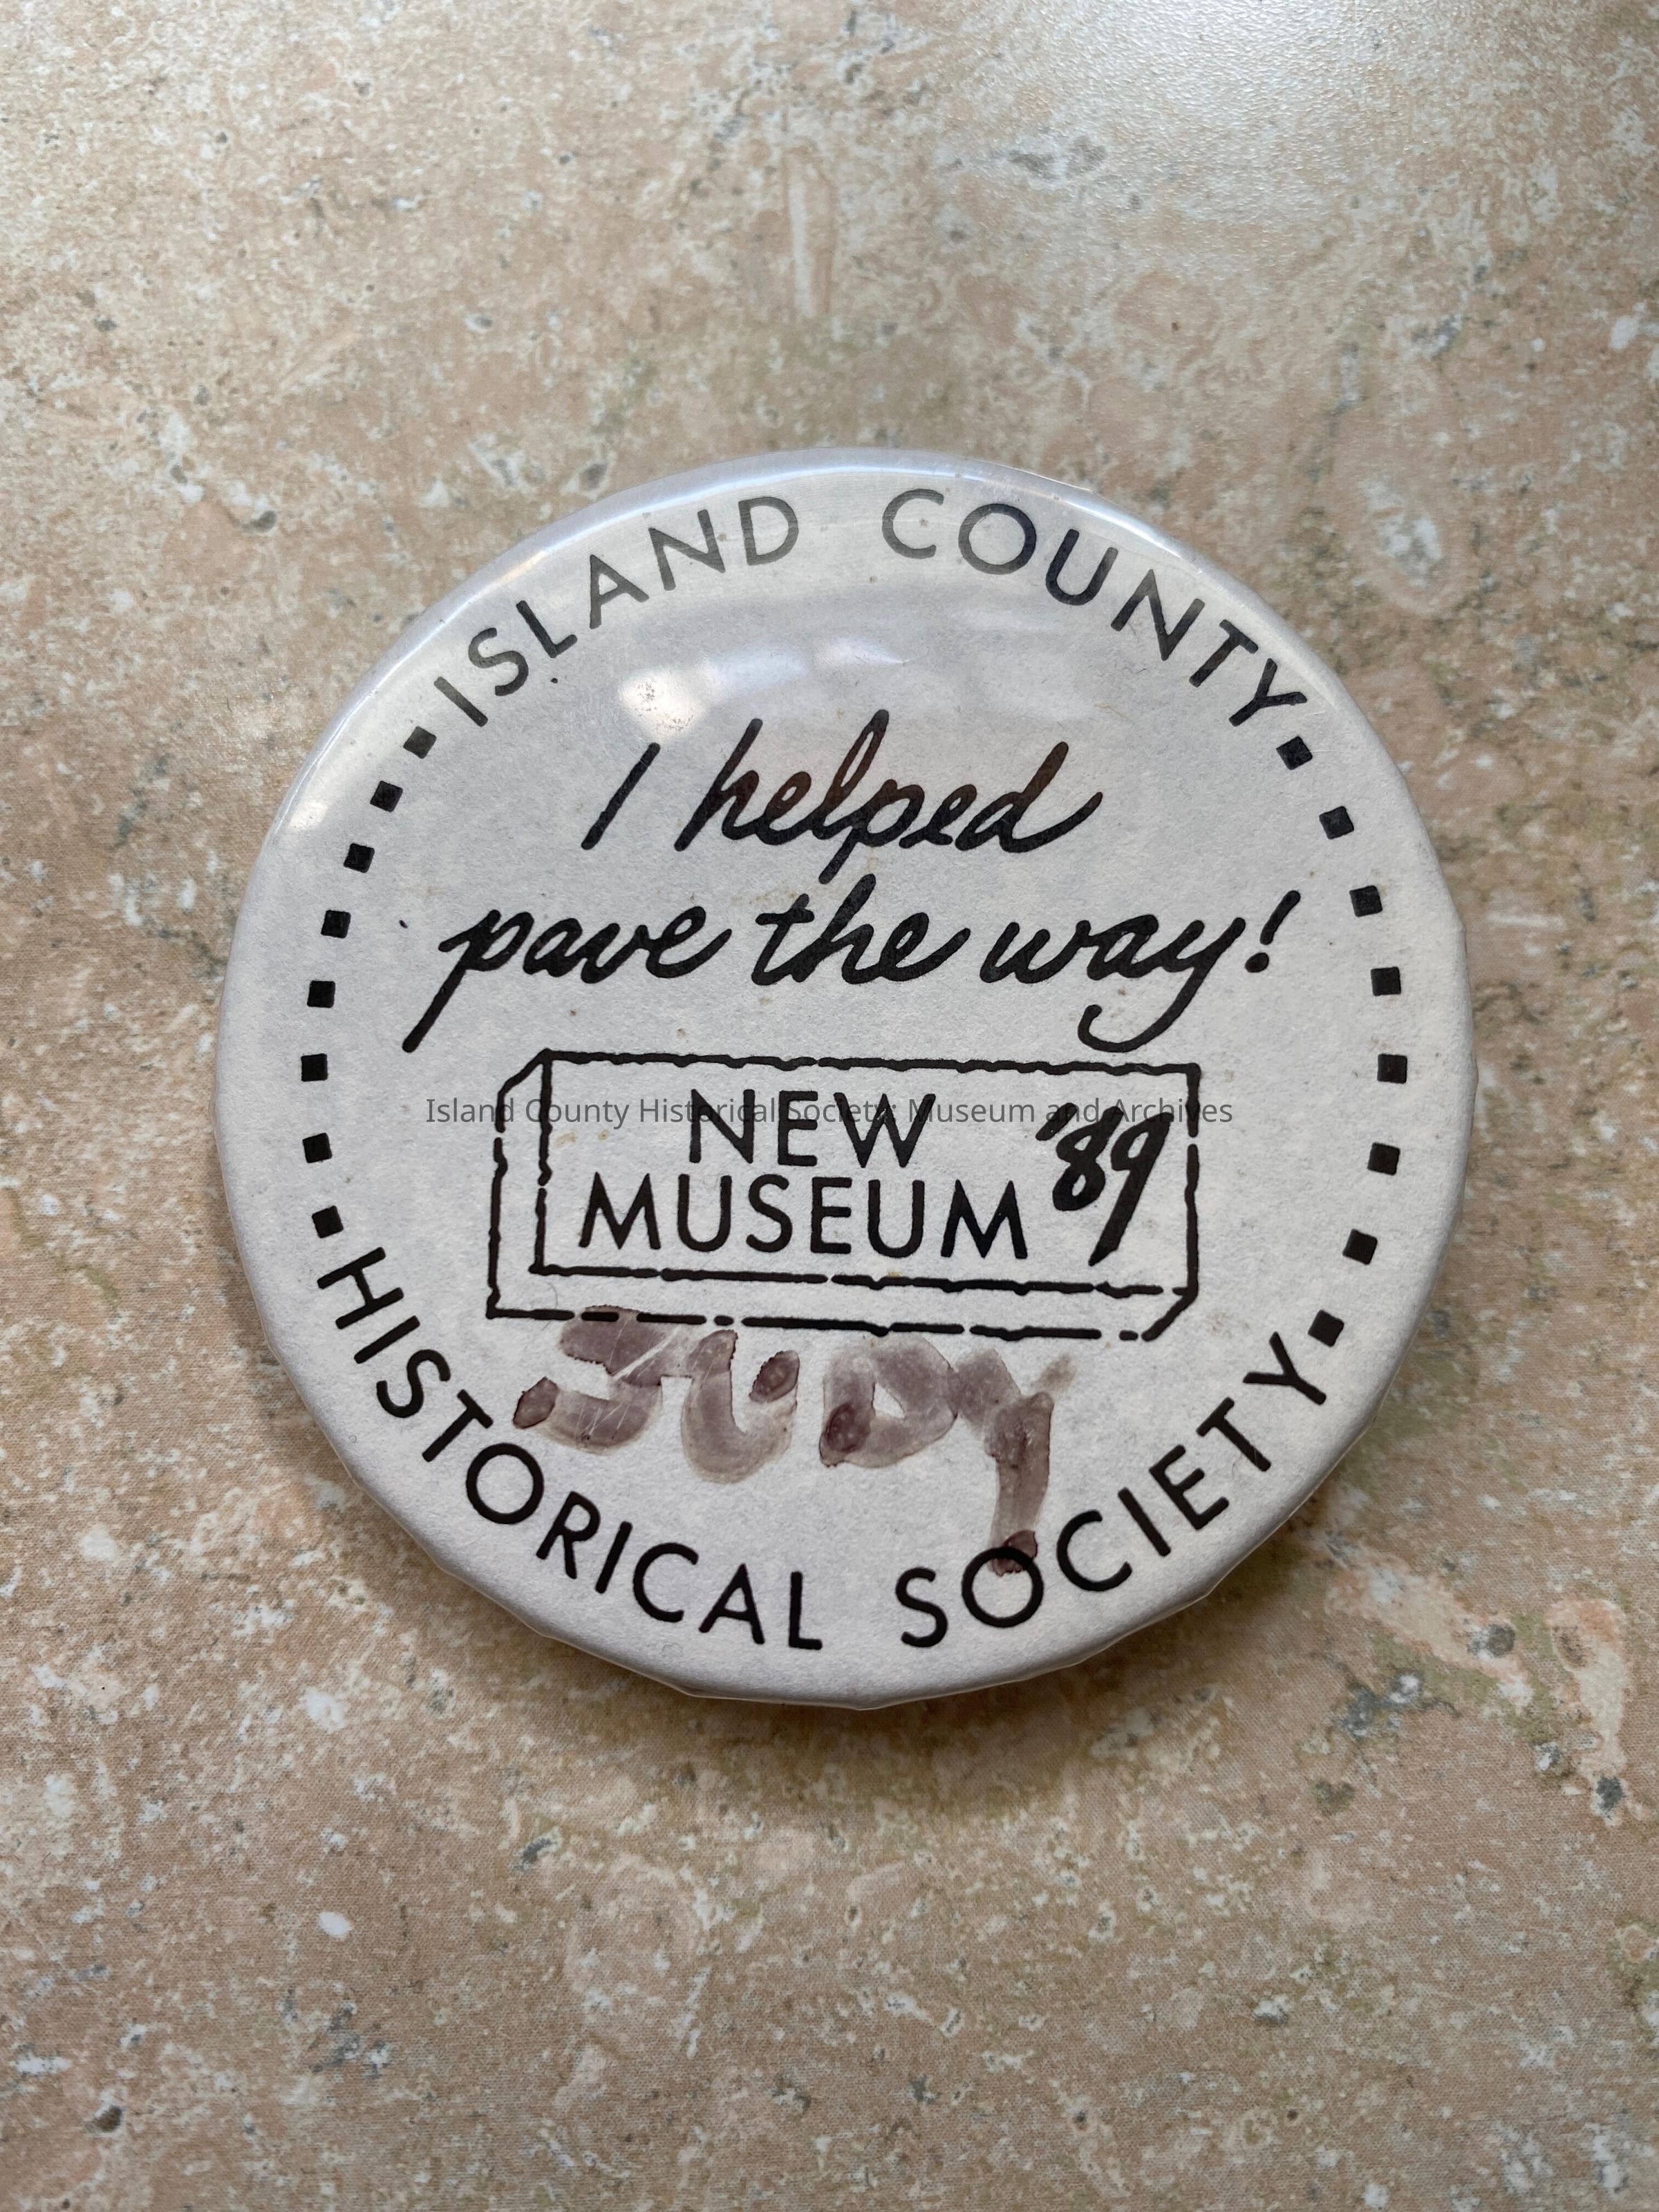 ISLAND COUNTY
I helped
pave the way!
NEW
MUSEUM '89
Island County Historical Society: Museum and Archives
JUDY
HISTORICAL SOCIETY